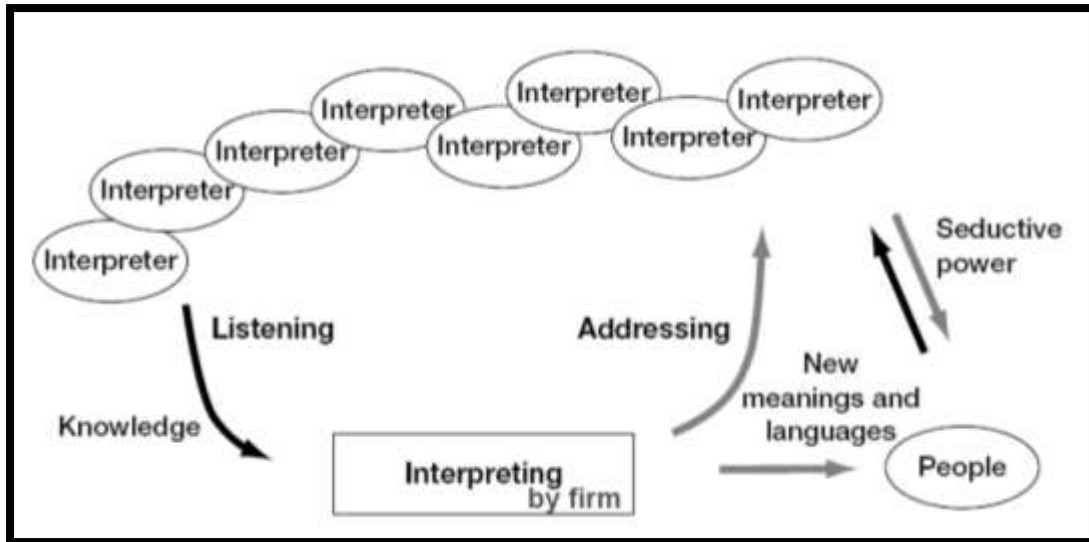 Interpreter
Interpreter
Interpreter
Interpreter
Interpreter
Interpreter
Interpreter
Interpreter
Seductive
power
Listening
Addressing
New
meanings and
languages
Knowledge
Interpreting
by firm
People